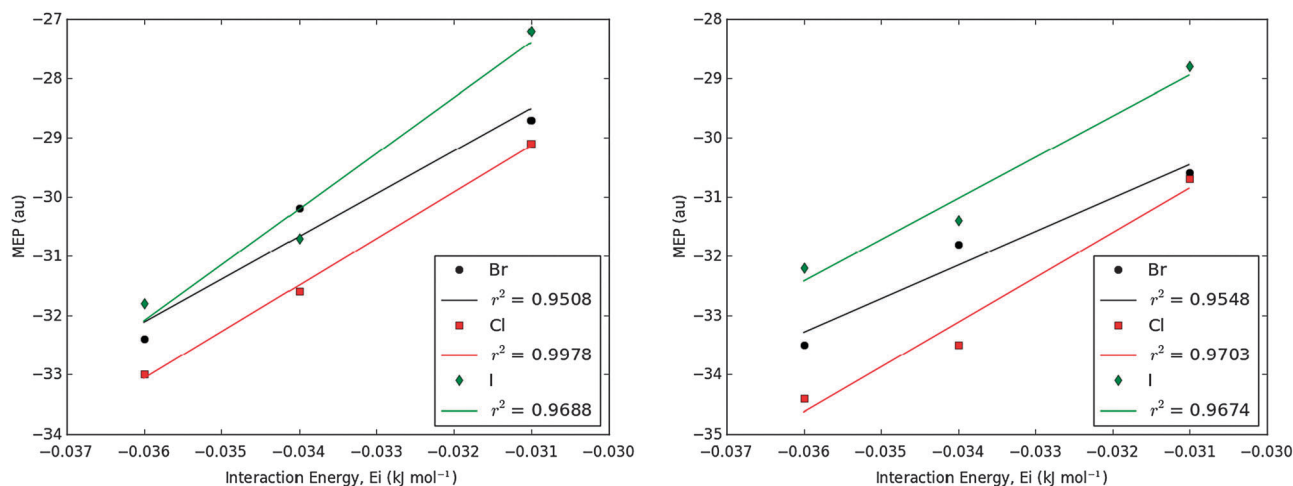 −27
−28
−29
−30
−31
−32
−33
−34
MEP (au)
−0.037
−0.036
−0.035
−0.034
−0.033
−0.032
−0.031
−0.030
Interaction Energy, Ei (kJ mol⁻¹)
Br
r² = 0.9508
Cl
r² = 0.9978
I
r² = 0.9688
−28
−29
−30
−31
−32
−33
−34
−35
MEP (au)
−0.037
−0.036
−0.035
−0.034
−0.033
−0.032
−0.031
−0.030
Interaction Energy, Ei (kJ mol⁻¹)
Br
r² = 0.9548
Cl
r² = 0.9703
I
r² = 0.9674